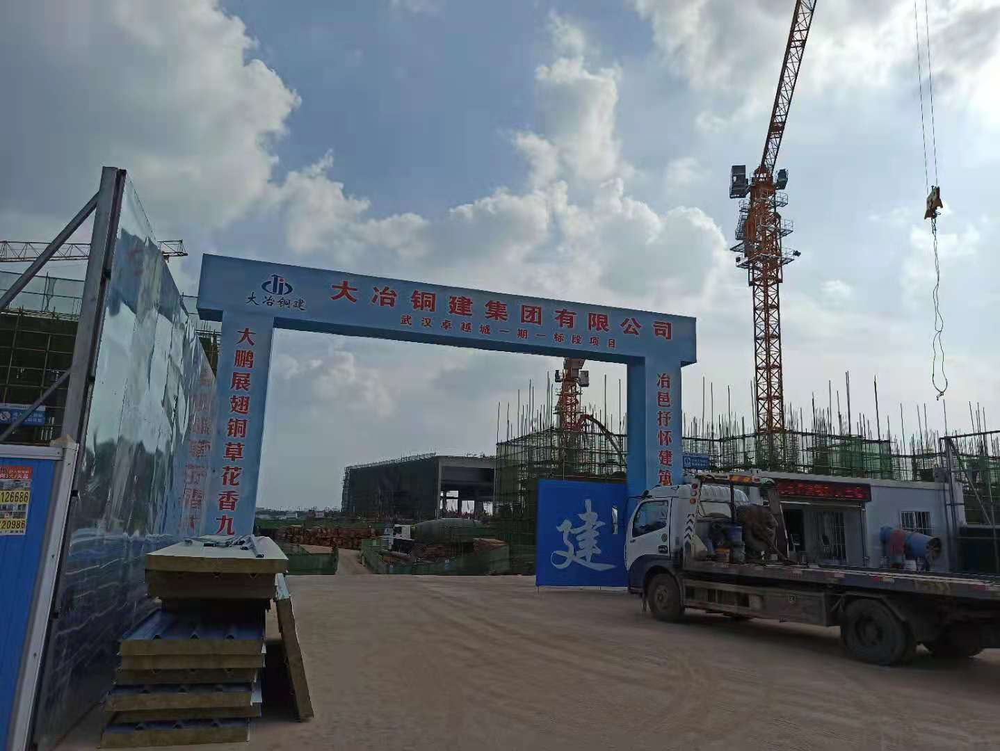 大冶铜建
大冶铜建集团有限公司
武汉卓越城一期一标段项目
大鹏展翅铜草花香九
冶邑抒怀建筑
建
126686
20986